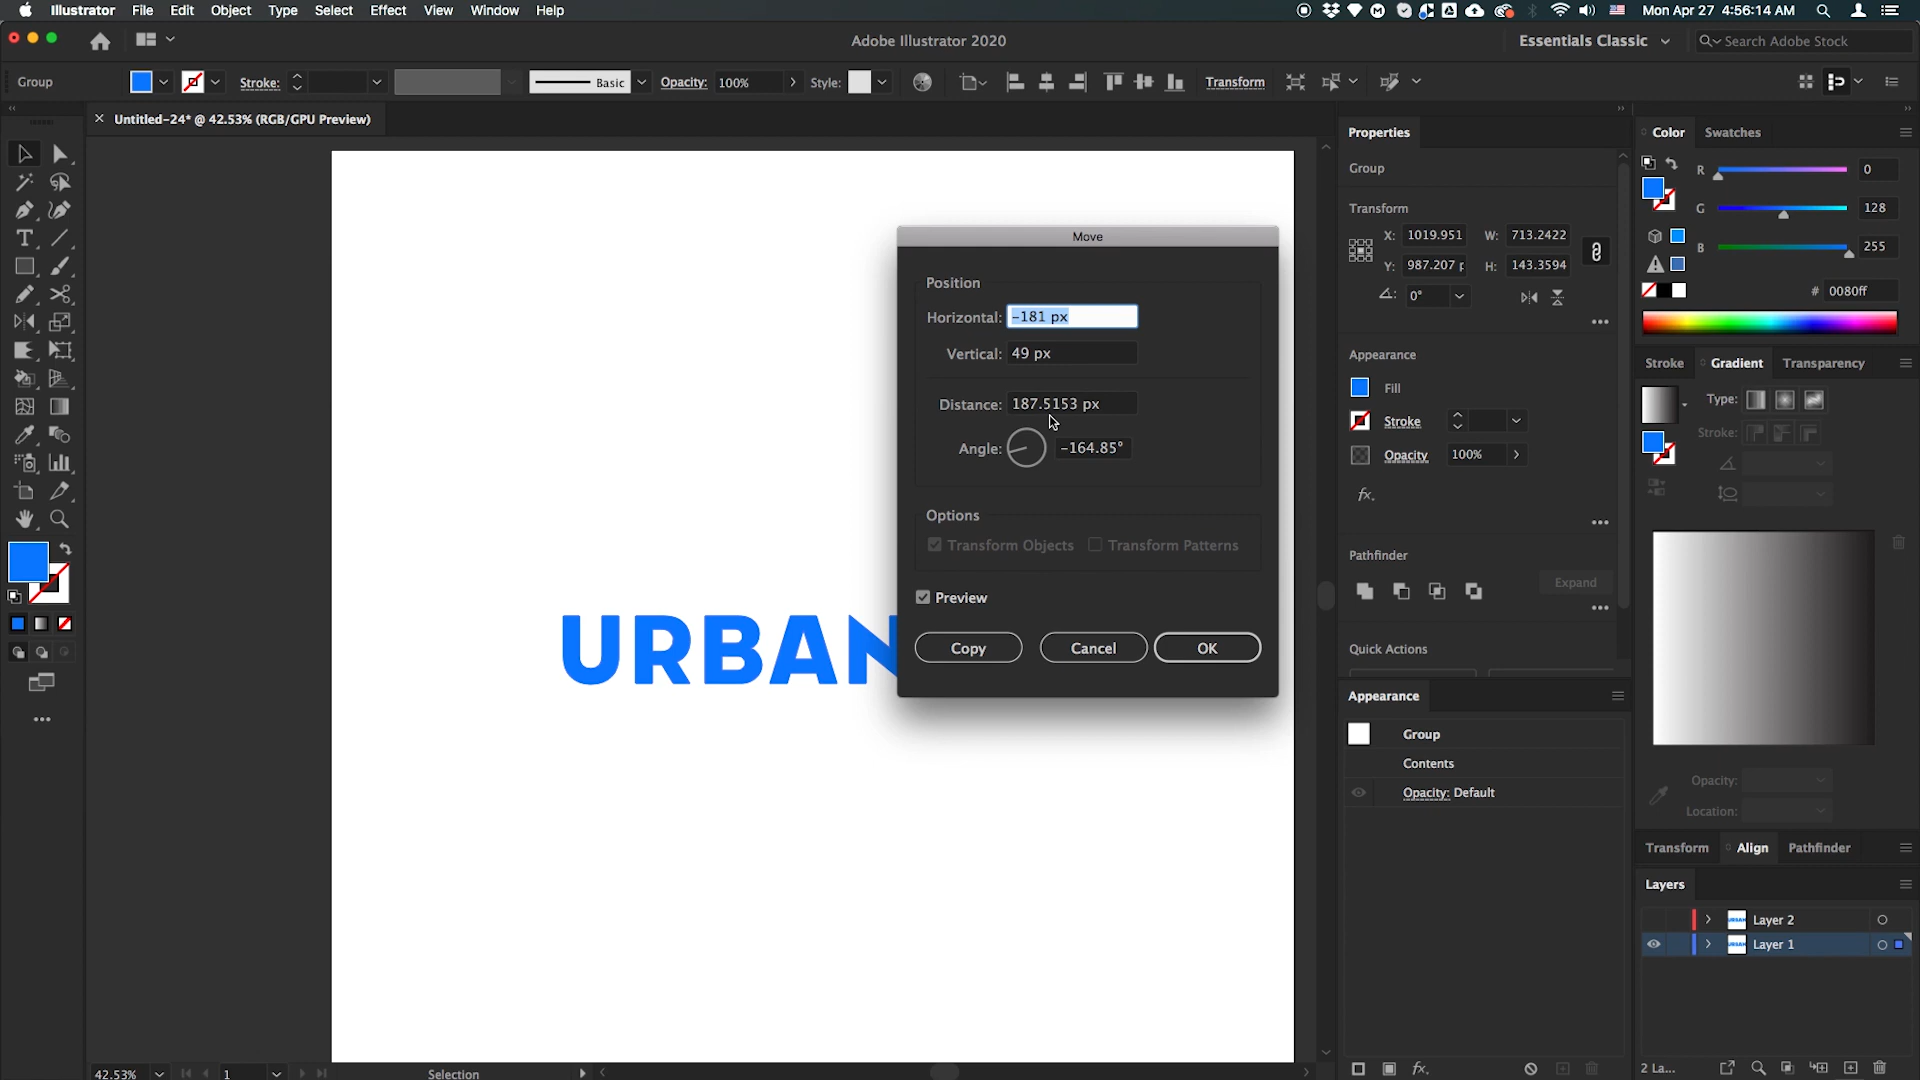 Illustrator File Edit Object Type Select Effect View Window Help
Mon Apr 27 4:56:14 AM
Adobe Illustrator 2020
Essentials Classic
Search Adobe Stock
Group
Stroke:
Basic
Opacity: 100%
Style:
Transform
Untitled-24* @ 42.53% (RGB/GPU Preview)
URBAN
Move
Position
Horizontal: -181 px
Vertical: 49 px
Distance: 187.5153 px
Angle: -164.85°
Options
Transform Objects
Transform Patterns
Preview
Copy
Cancel
OK
Properties
Group
Transform
X: 1019.951 W: 713.2422
Y: 987.207 p H: 143.3594
0°
Appearance
Fill
Stroke
Opacity 100%
fx.
Pathfinder
Expand
Quick Actions
Appearance
Group
Contents
Opacity: Default
fx.
Color Swatches
R 0
G 128
B 255
# 0080ff
Stroke Gradient Transparency
Type:
Stroke:
Opacity:
Location:
Transform Align Pathfinder
Layers
Layer 2
Layer 1
2 La...
42.53%
1
Selection